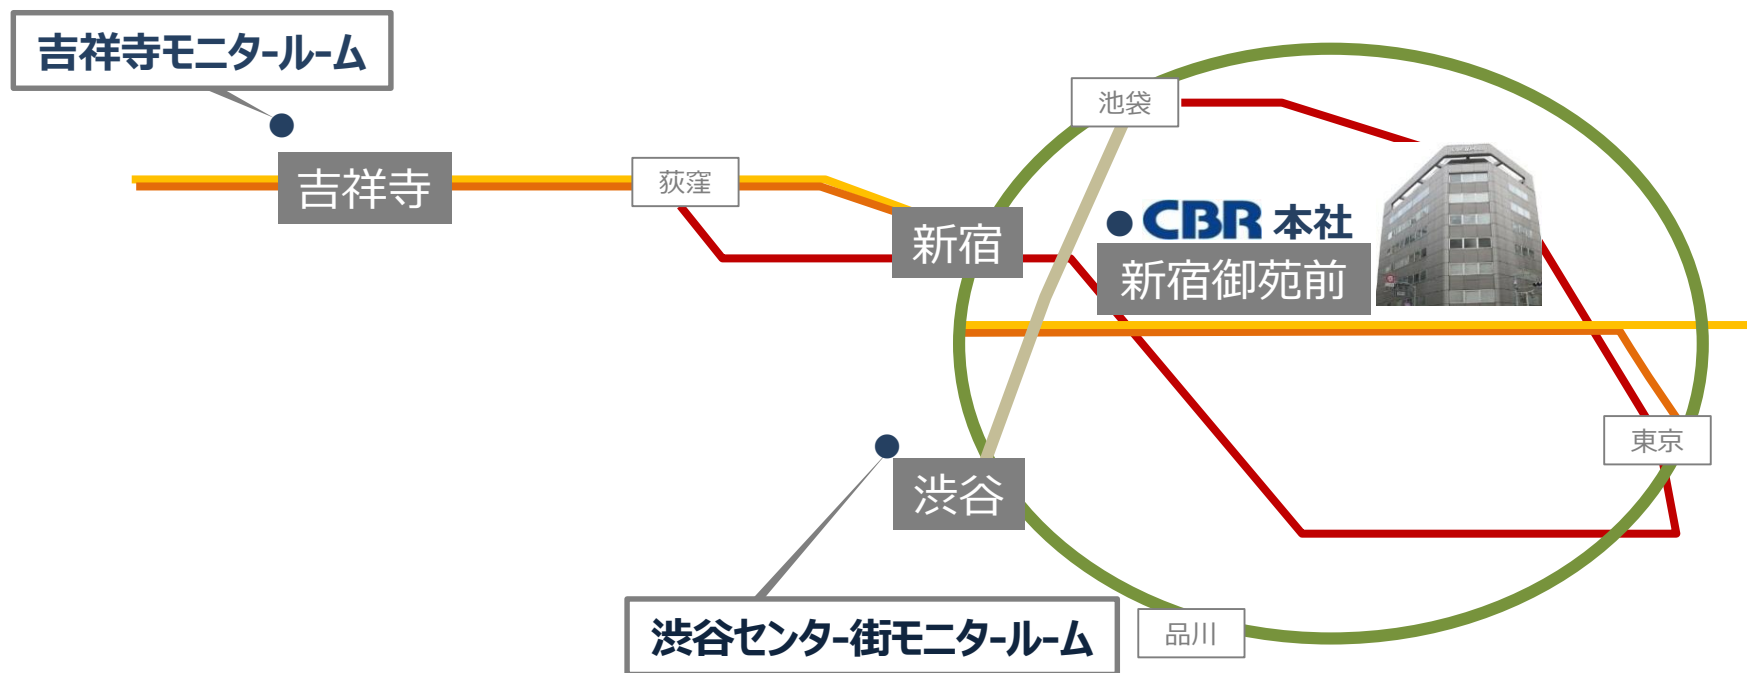 吉祥寺モニタールーム
池袋
吉祥寺
荻窪
CBR 本社
新宿
新宿御苑前
東京
渋谷
渋谷センター街モニタールーム
品川